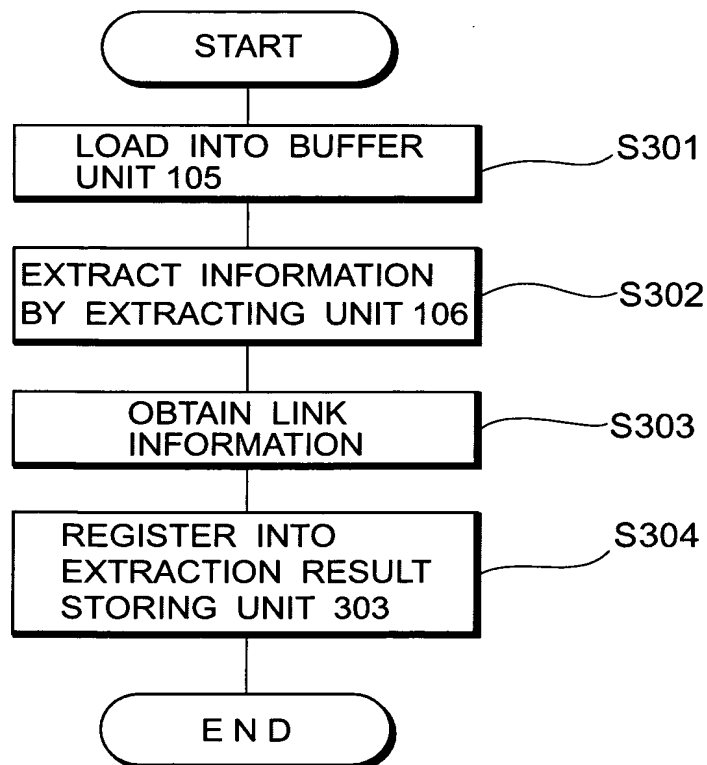 START
LOAD INTO BUFFER
UNIT 105
S301
EXTRACT INFORMATION
BY EXTRACTING UNIT 106
S302
OBTAIN LINK
INFORMATION
S303
REGISTER INTO
EXTRACTION RESULT
STORING UNIT 303
S304
END